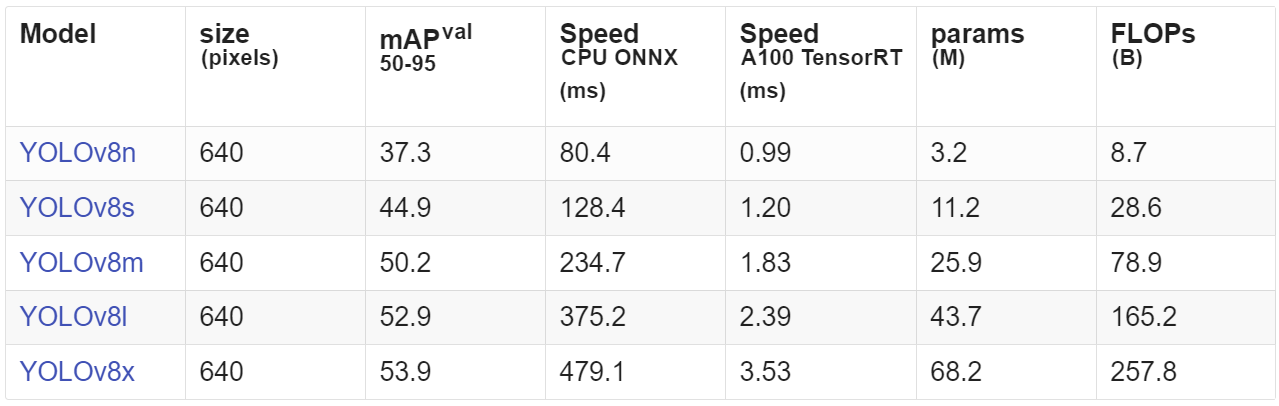 Model size (pixels) mAP^val 50-95 Speed CPU ONNX (ms) Speed A100 TensorRT (ms) params (M) FLOPs (B)
YOLOv8n 640 37.3 80.4 0.99 3.2 8.7
YOLOv8s 640 44.9 128.4 1.20 11.2 28.6
YOLOv8m 640 50.2 234.7 1.83 25.9 78.9
YOLOv8l 640 52.9 375.2 2.39 43.7 165.2
YOLOv8x 640 53.9 479.1 3.53 68.2 257.8